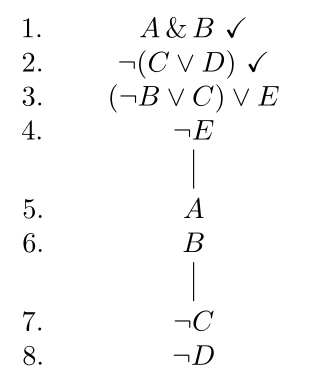 1. A & B ✓
2. ¬(C ∨ D) ✓
3. (¬B ∨ C) ∨ E
4. ¬E
5. A
6. B
7. ¬C
8. ¬D